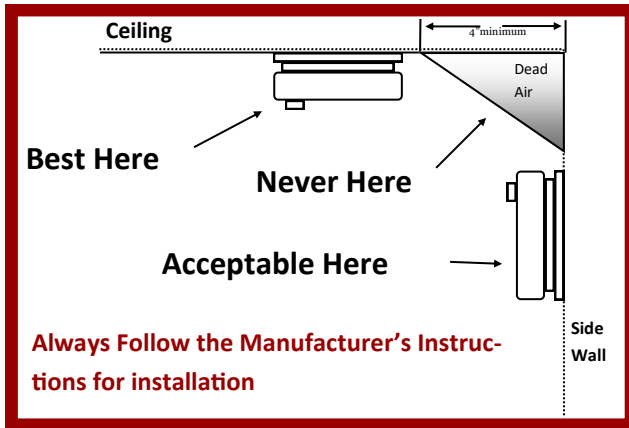 Ceiling
4"minimum
Dead
Air
Best Here
Never Here
Acceptable Here
Side
Wall
Always Follow the Manufacturer’s Instruc-
tions for installation